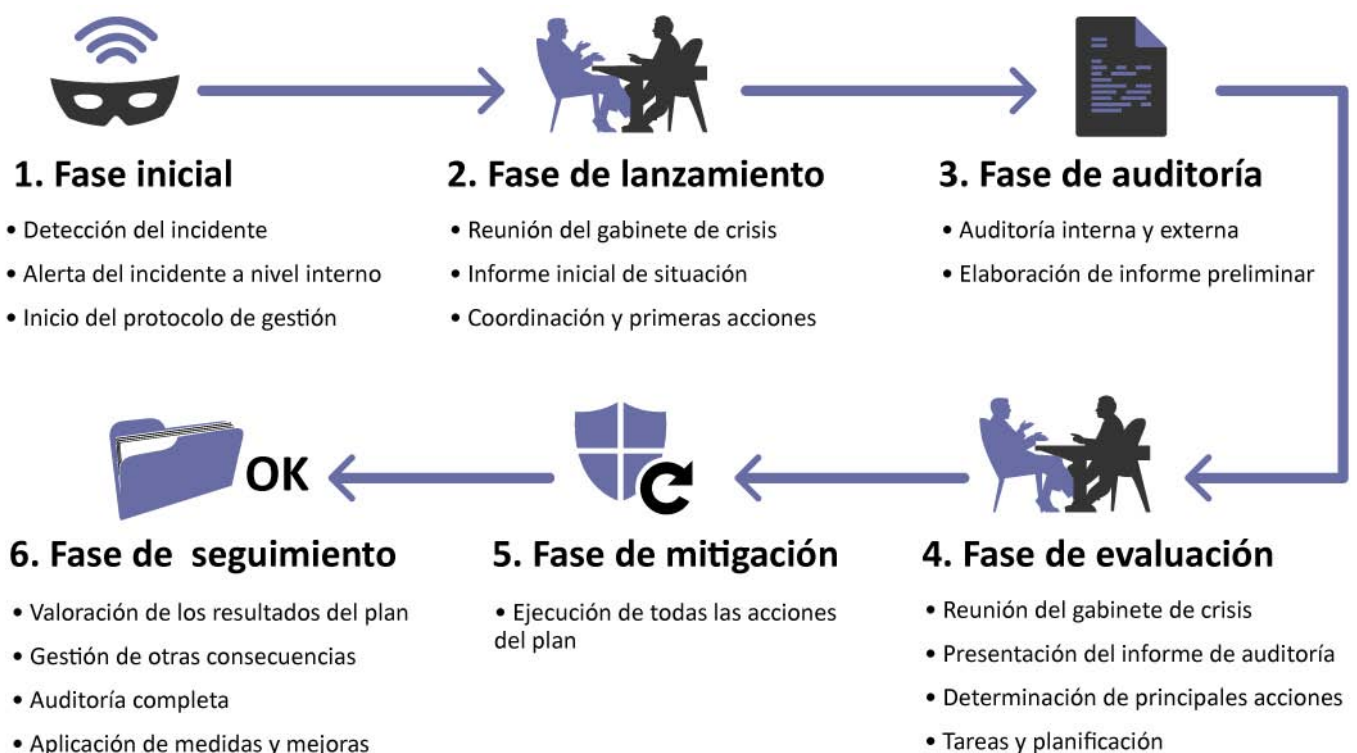 1. Fase inicial
• Detección del incidente
• Alerta del incidente a nivel interno
• Inicio del protocolo de gestión
2. Fase de lanzamiento
• Reunión del gabinete de crisis
• Informe inicial de situación
• Coordinación y primeras acciones
3. Fase de auditoría
• Auditoría interna y externa
• Elaboración de informe preliminar
4. Fase de evaluación
• Reunión del gabinete de crisis
• Presentación del informe de auditoría
• Determinación de principales acciones
• Tareas y planificación
5. Fase de mitigación
• Ejecución de todas las acciones
del plan
OK
6. Fase de seguimiento
• Valoración de los resultados del plan
• Gestión de otras consecuencias
• Auditoría completa
• Aplicación de medidas y mejoras